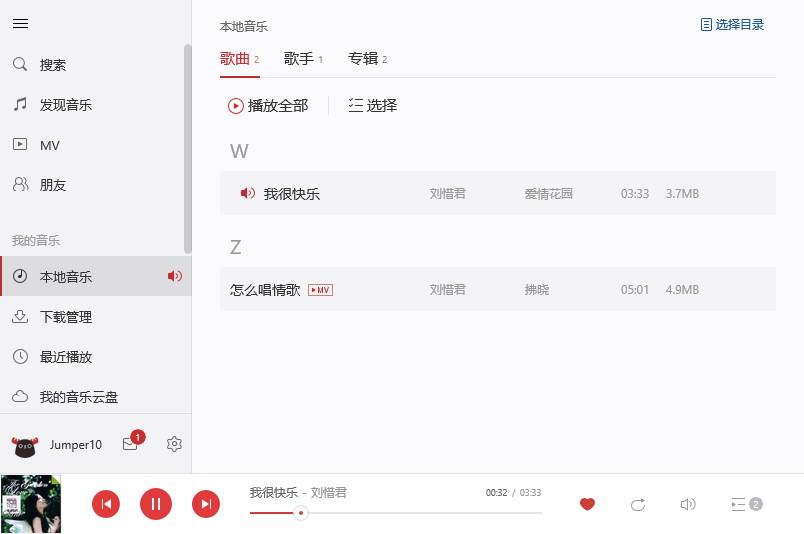 本地音乐
选择目录
搜索
歌曲 2 歌手 1 专辑 2
发现音乐
播放全部 选择
MV
W
朋友
我很快乐 刘惜君 爱情花园 03:33 3.7MB
我的音乐
Z
本地音乐
怎么唱情歌 MV 刘惜君 拂晓 05:01 4.9MB
下载管理
最近播放
我的音乐云盘
Jumper10 1
我很快乐 - 刘惜君 00:32 / 03:33
2